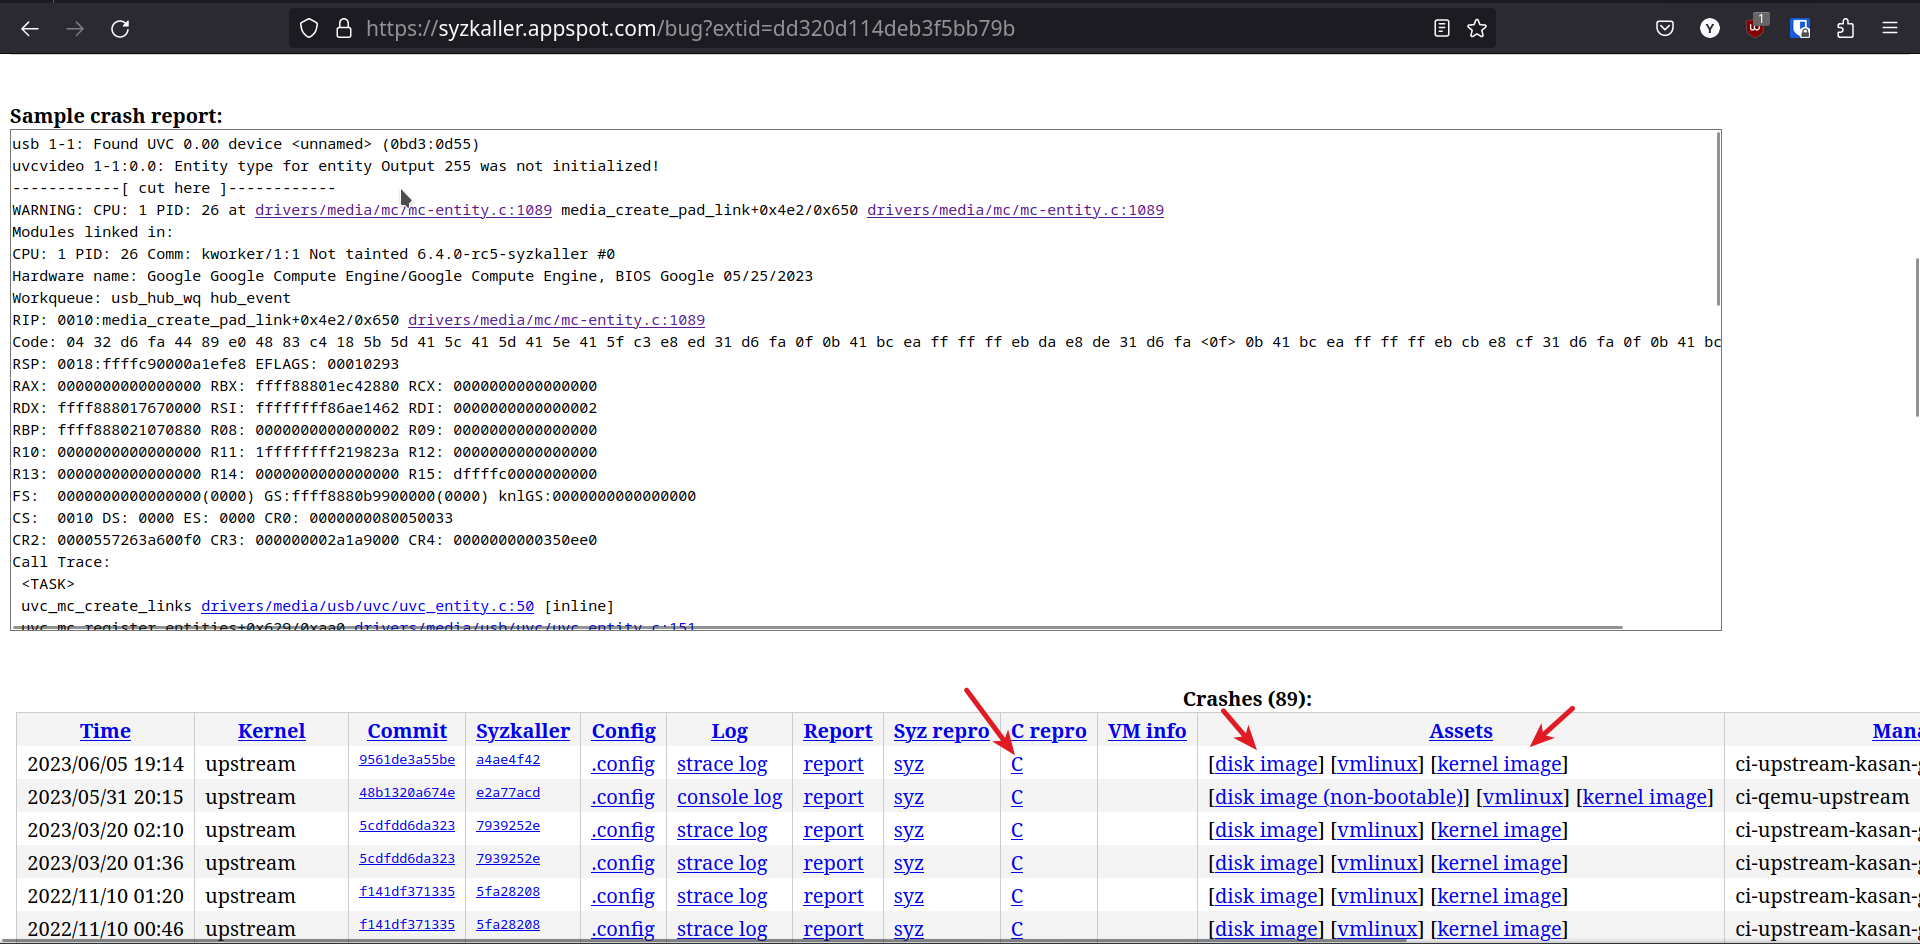 https://syzkaller.appspot.com/bug?extid=dd320d114deb3f5bb79b
Y
1
Sample crash report:
usb 1-1: Found UVC 0.00 device <unnamed> (0bd3:0d55)
uvcvideo 1-1:0.0: Entity type for entity Output 255 was not initialized!
------------[ cut here ]------------
WARNING: CPU: 1 PID: 26 at drivers/media/mc/mc-entity.c:1089 media_create_pad_link+0x4e2/0x650 drivers/media/mc/mc-entity.c:1089
Modules linked in:
CPU: 1 PID: 26 Comm: kworker/1:1 Not tainted 6.4.0-rc5-syzkaller #0
Hardware name: Google Google Compute Engine/Google Compute Engine, BIOS Google 05/25/2023
Workqueue: usb_hub_wq hub_event
RIP: 0010:media_create_pad_link+0x4e2/0x650 drivers/media/mc/mc-entity.c:1089
Code: 04 32 d6 fa 44 89 e0 48 83 c4 18 5b 5d 41 5c 41 5d 41 5e 41 5f c3 e8 ed 31 d6 fa 0f 0b 41 bc ea ff ff ff eb da e8 de 31 d6 fa <0f> 0b 41 bc ea ff ff ff eb cb e8 cf 31 d6 fa 0f 0b 41 bc
RSP: 0018:ffffc90000a1efe8 EFLAGS: 00010293
RAX: 0000000000000000 RBX: ffff88801ec42880 RCX: 0000000000000000
RDX: ffff888017670000 RSI: ffffffff86ae1462 RDI: 0000000000000002
RBP: ffff888021070880 R08: 0000000000000002 R09: 0000000000000000
R10: 0000000000000000 R11: 1ffffffff219823a R12: 0000000000000000
R13: 0000000000000000 R14: 0000000000000000 R15: dffffc0000000000
FS:  0000000000000000(0000) GS:ffff8880b9900000(0000) knlGS:0000000000000000
CS:  0010 DS: 0000 ES: 0000 CR0: 0000000080050033
CR2: 0000557263a600f0 CR3: 000000002a1a9000 CR4: 0000000000350ee0
Call Trace:
<TASK>
uvc_mc_create_links drivers/media/usb/uvc/uvc_entity.c:50 [inline]
uvc_mc_register_entities+0x629/0xaa0 drivers/media/usb/uvc/uvc_entity.c:151
Crashes (89):
Time Kernel Commit Syzkaller Config Log Report Syz repro C repro VM info Assets Mana
2023/06/05 19:14 upstream 9561de3a55be a4ae4f42 .config strace log report syz C [disk image] [vmlinux] [kernel image] ci-upstream-kasan-g
2023/05/31 20:15 upstream 48b1320a674e e2a77acd .config console log report syz C [disk image (non-bootable)] [vmlinux] [kernel image] ci-qemu-upstream
2023/03/20 02:10 upstream 5cdfdd6da323 7939252e .config strace log report syz C [disk image] [vmlinux] [kernel image] ci-upstream-kasan-g
2023/03/20 01:36 upstream 5cdfdd6da323 7939252e .config strace log report syz C [disk image] [vmlinux] [kernel image] ci-upstream-kasan-g
2022/11/10 01:20 upstream f141df371335 5fa28208 .config strace log report syz C [disk image] [vmlinux] [kernel image] ci-upstream-kasan-g
2022/11/10 00:46 upstream f141df371335 5fa28208 .config strace log report syz C [disk image] [vmlinux] [kernel image] ci-upstream-kasan-g